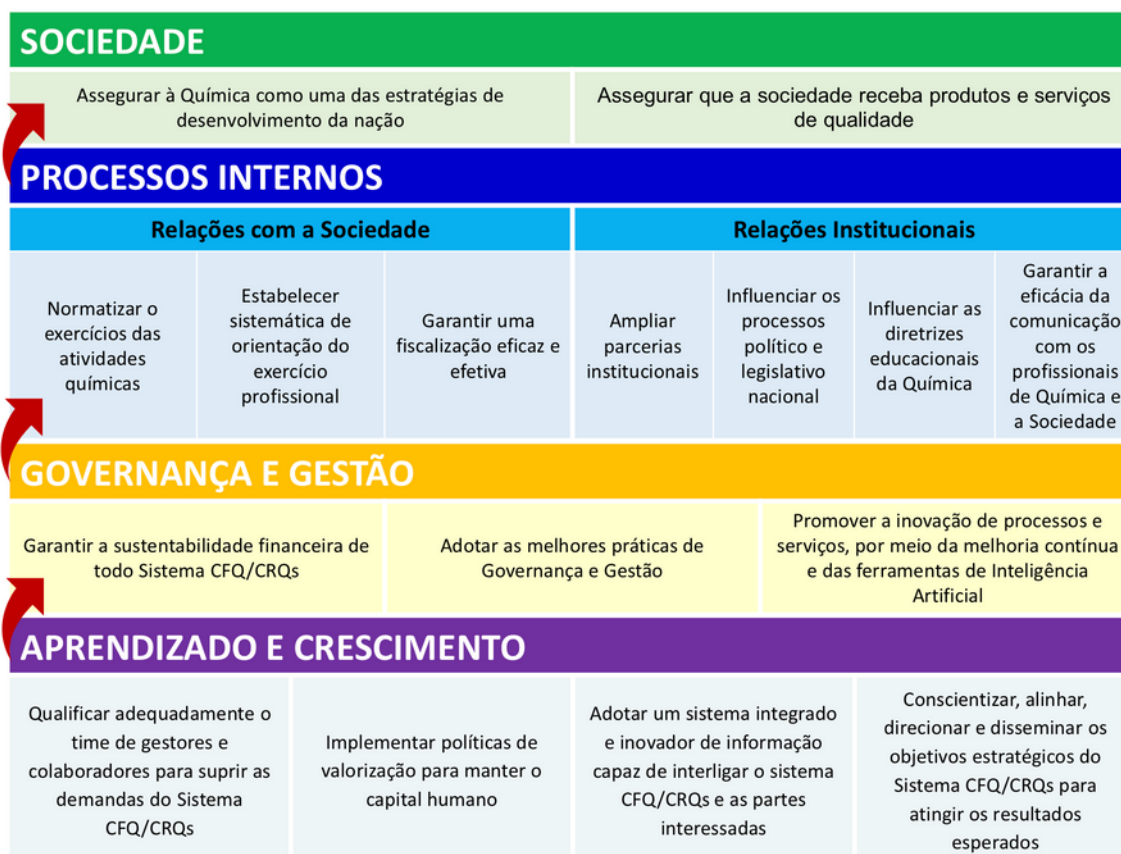 SOCIEDADE
Assegurar à Química como uma das estratégias de
desenvolvimento da nação
Assegurar que a sociedade receba produtos e serviços
de qualidade
PROCESSOS INTERNOS
Relações com a Sociedade
Relações Institucionais
Normatizar o
exercícios das
atividades
químicas
Estabelecer
sistemática de
orientação do
exercício
profissional
Garantir uma
fiscalização eficaz e
efetiva
Ampliar
parcerias
institucionais
Influenciar os
processos
político e
legislativo
nacional
Influenciar as
diretrizes
educacionais
da Química
Garantir a
eficácia da
comunicação
com os
profissionais
de Química e
a Sociedade
GOVERNANÇA E GESTÃO
Garantir a sustentabilidade financeira de
todo Sistema CFQ/CRQs
Adotar as melhores práticas de
Governança e Gestão
Promover a inovação de processos e
serviços, por meio da melhoria contínua
e das ferramentas de Inteligência
Artificial
APRENDIZADO E CRESCIMENTO
Qualificar adequadamente o
time de gestores e
colaboradores para suprir as
demandas do Sistema
CFQ/CRQs
Implementar políticas de
valorização para manter o
capital humano
Adotar um sistema integrado
e inovador de informação
capaz de interligar o sistema
CFQ/CRQs e as partes
interessadas
Conscientizar, alinhar,
direcionar e disseminar os
objetivos estratégicos do
Sistema CFQ/CRQs para
atingir os resultados
esperados